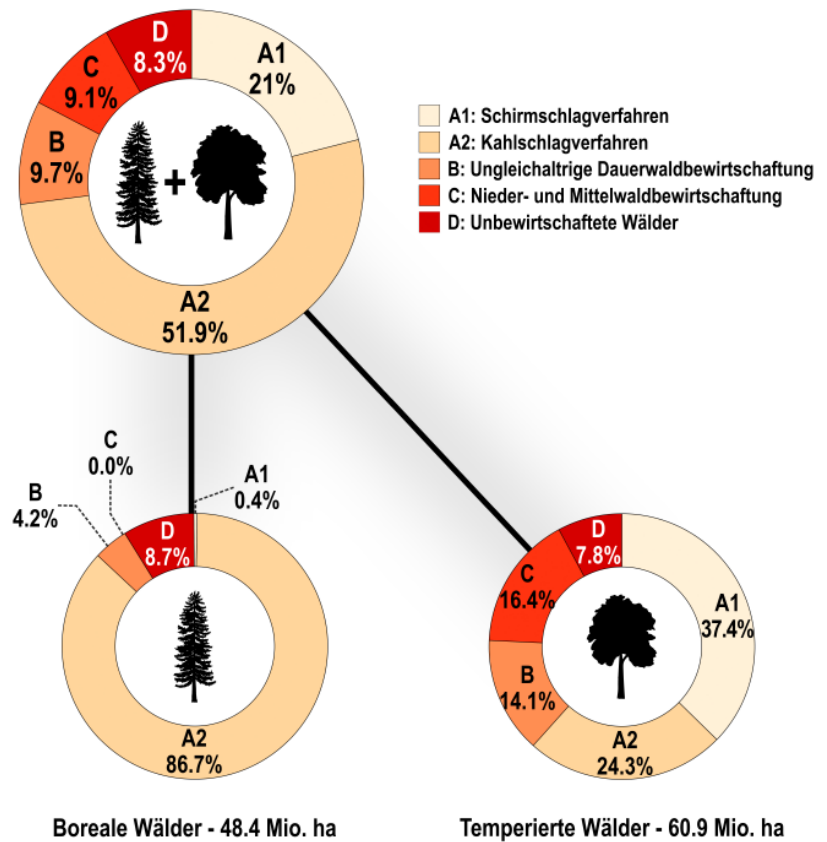 D
8.3%
A1
21%
C
9.1%
B
9.7%
+
A2
51.9%
A1: Schirmschlagverfahren
A2: Kahlschlagverfahren
B: Ungleichaltrige Dauerwaldbewirtschaftung
C: Nieder- und Mittelwaldbewirtschaftung
D: Unbewirtschaftete Wälder
C
0.0%
A1
0.4%
B
4.2%
D
8.7%
A2
86.7%
Boreale Wälder - 48.4 Mio. ha
D
7.8%
C
16.4%
A1
37.4%
B
14.1%
A2
24.3%
Temperierte Wälder - 60.9 Mio. ha